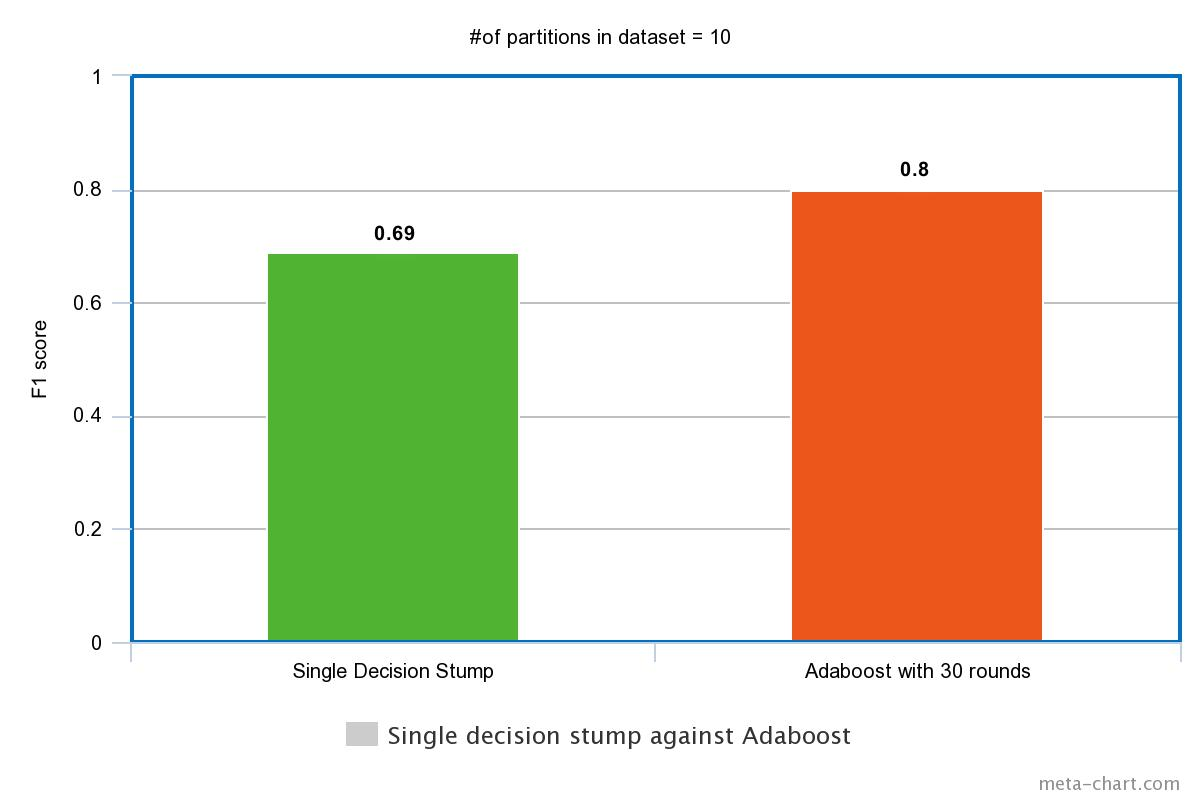 #of partitions in dataset = 10
1
0.8
0.6
0.4
0.2
0
F1 score
0.69
0.8
Single Decision Stump
Adaboost with 30 rounds
Single decision stump against Adaboost
meta-chart.com